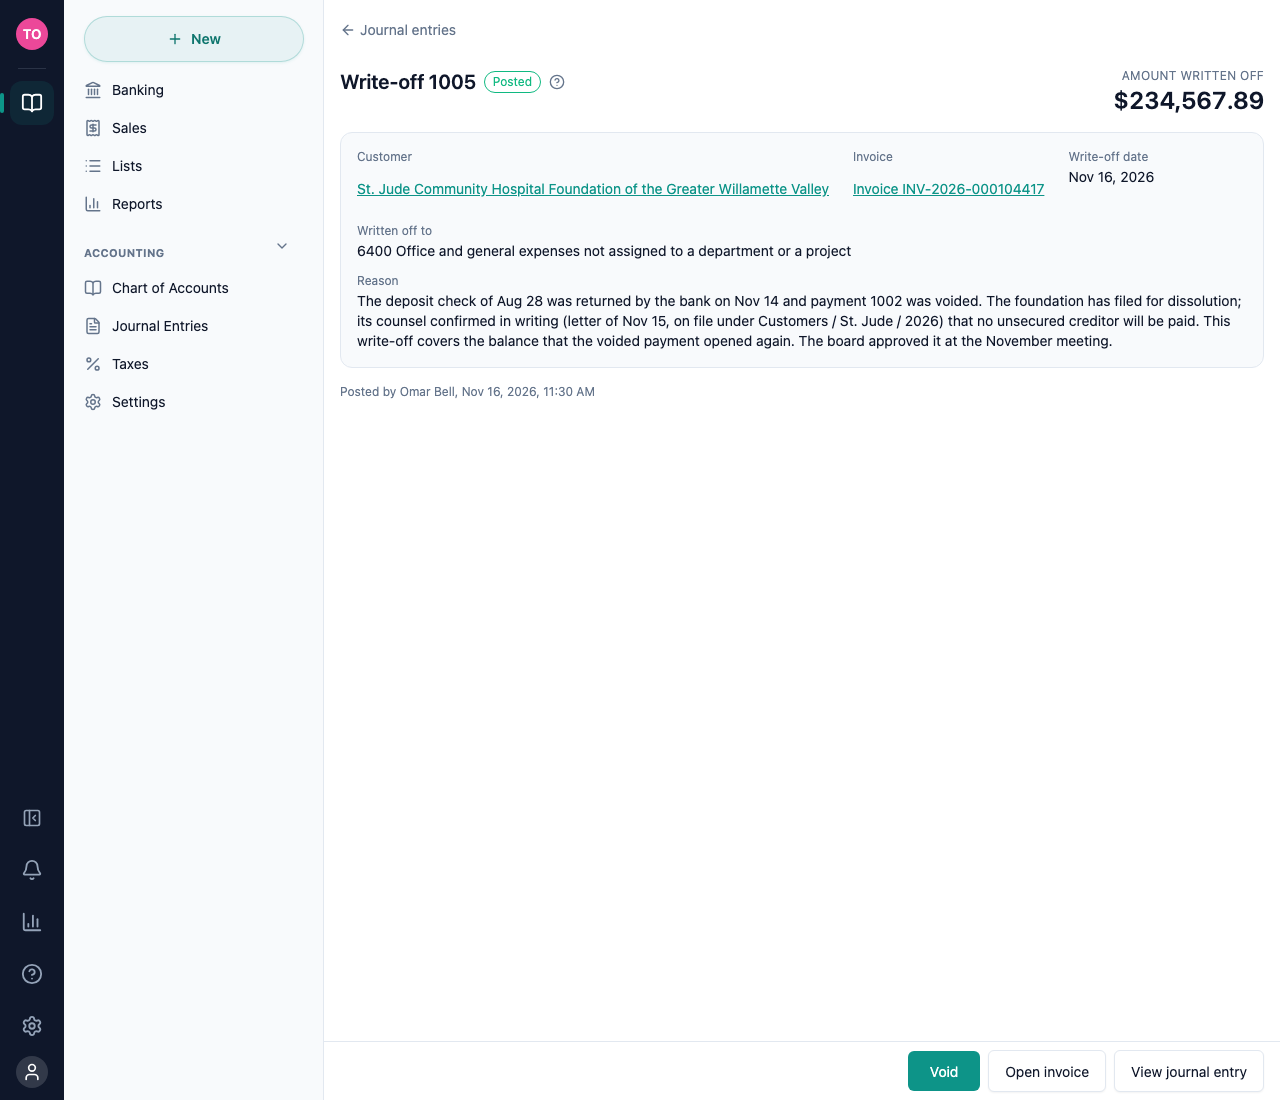 TO
New
Banking
Sales
Lists
Reports
ACCOUNTING
Chart of Accounts
Journal Entries
Taxes
Settings
Journal entries
Write-off 1005
Posted
AMOUNT WRITTEN OFF
$234,567.89
Customer
St. Jude Community Hospital Foundation of the Greater Willamette Valley
Invoice
Invoice INV-2026-000104417
Write-off date
Nov 16, 2026
Written off to
6400 Office and general expenses not assigned to a department or a project
Reason
The deposit check of Aug 28 was returned by the bank on Nov 14 and payment 1002 was voided. The foundation has filed for dissolution;
its counsel confirmed in writing (letter of Nov 15, on file under Customers / St. Jude / 2026) that no unsecured creditor will be paid. This
write-off covers the balance that the voided payment opened again. The board approved it at the November meeting.
Posted by Omar Bell, Nov 16, 2026, 11:30 AM
Void
Open invoice
View journal entry